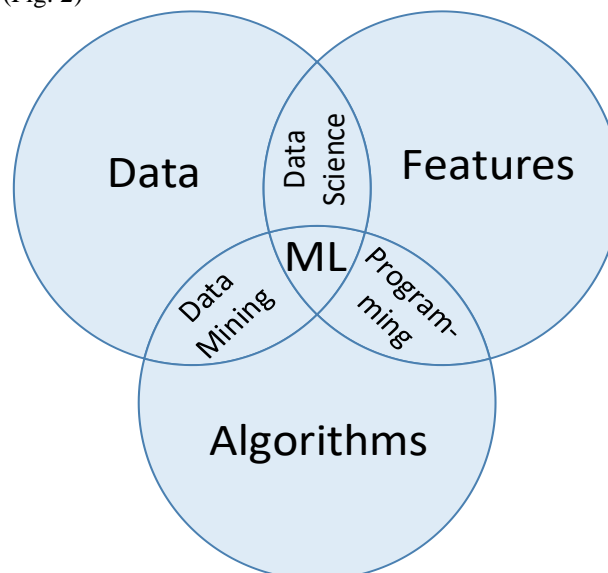 (Fig. 2)
Data
Data
Science
Features
ML
Data
Mining
Program-
ming
Algorithms